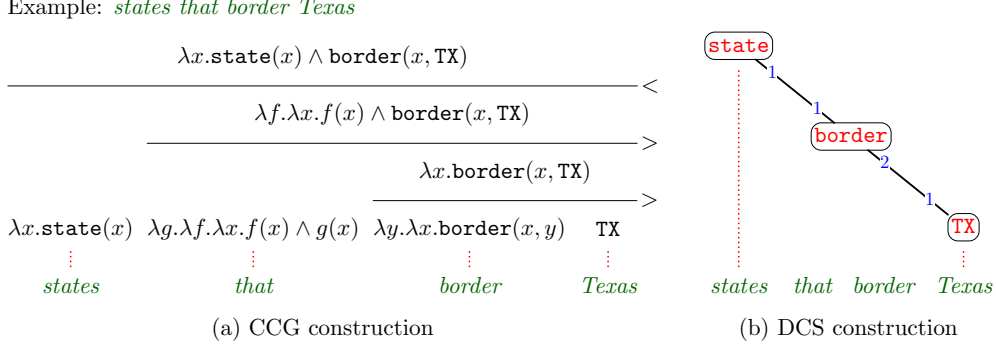 Example: states that border Texas
λx.state(x) ∧ border(x, TX)
<
λf.λx.f(x) ∧ border(x, TX)
>
λx.border(x, TX)
>
λx.state(x) λg.λf.λx.f(x) ∧ g(x) λy.λx.border(x, y) TX
states that border Texas
(a) CCG construction
state
1
1
border
2
1
TX
states that border Texas
(b) DCS construction